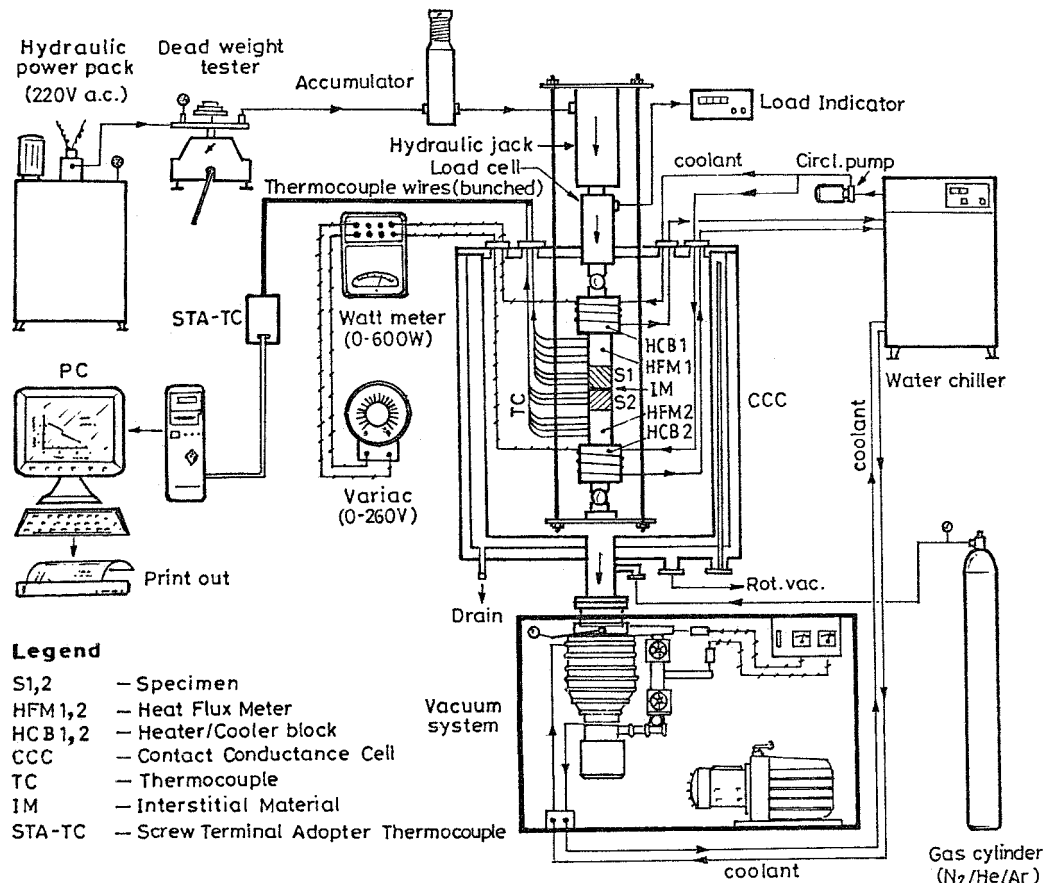 Hydraulic
power pack
(220V a.c.)
Dead weight
tester
Accumulator
Load Indicator
Hydraulic jack
Load cell
Thermocouple wires(bunched)
coolant
Circl.pump
STA-TC
Watt meter
(0-600W)
HCB1
HFM1
S1
IM
S2
HFM2
HCB2
TC
CCC
Water chiller
PC
Variac
(0-260V)
coolant
Print out
Drain
Rot.vac.
Vacuum
system
Legend
S1,2 – Specimen
HFM1,2 – Heat Flux Meter
HCB1,2 – Heater/Cooler block
CCC – Contact Conductance Cell
TC – Thermocouple
IM – Interstitial Material
STA-TC – Screw Terminal Adopter Thermocouple
coolant
Gas cylinder
(N₂/He/Ar)